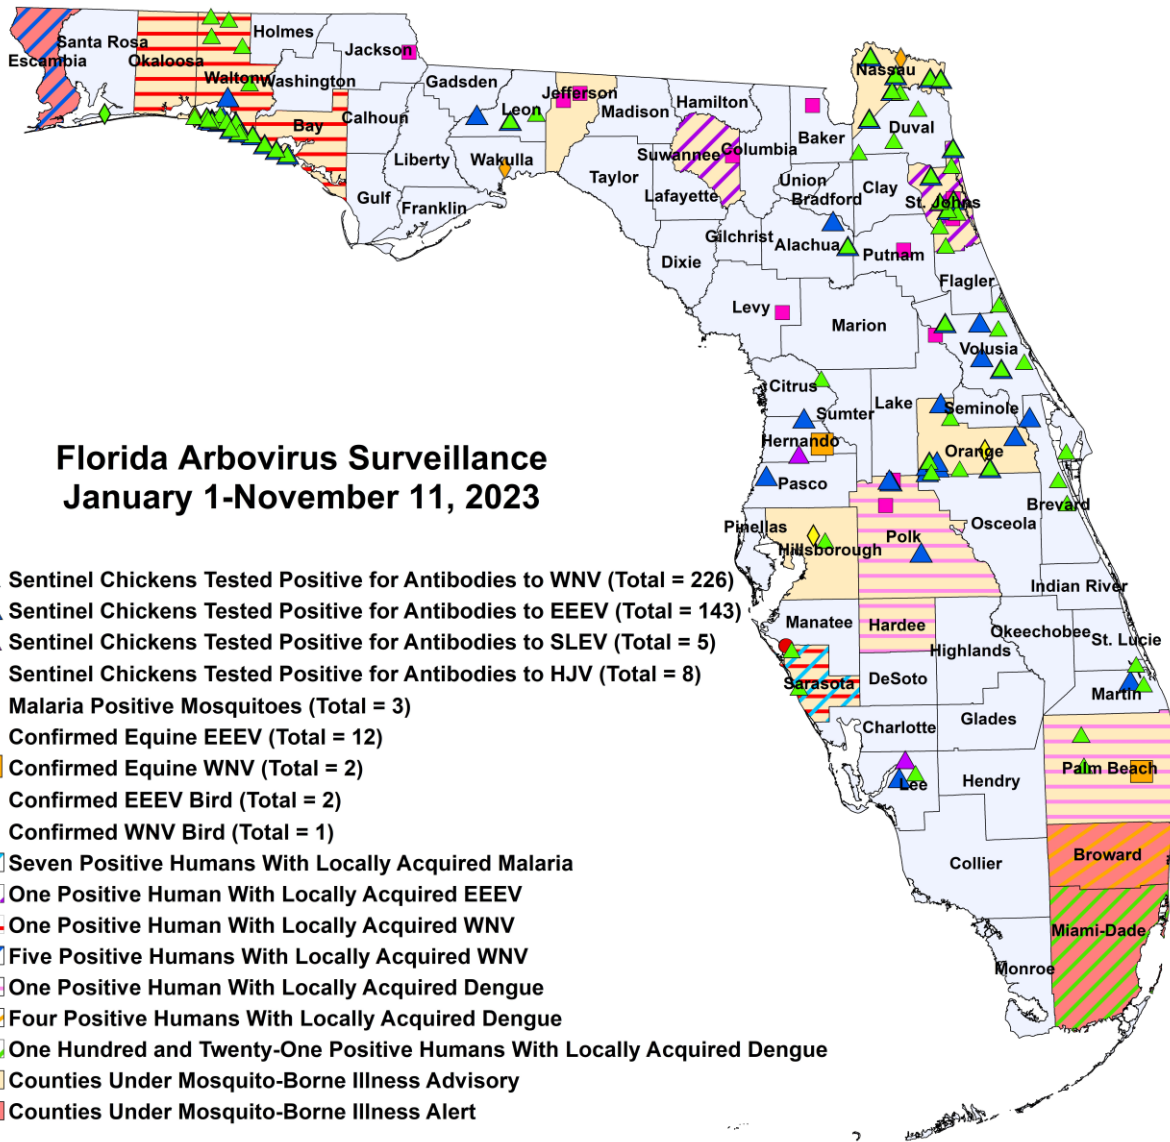 Escambia
Santa Rosa
Okaloosa
Walton
Holmes
Washington
Jackson
Bay
Calhoun
Gadsden
Liberty
Gulf
Franklin
Leon
Wakulla
Jefferson
Madison
Taylor
Hamilton
Suwannee
Lafayette
Columbia
Baker
Nassau
Duval
Union
Bradford
Clay
St. Johns
Dixie
Gilchrist
Alachua
Putnam
Flagler
Levy
Marion
Volusia
Citrus
Sumter
Lake
Seminole
Hernando
Orange
Pasco
Brevard
Pinellas
Hillsborough
Polk
Osceola
Indian River
Manatee
Hardee
Highlands
Okeechobee
St. Lucie
Sarasota
DeSoto
Martin
Charlotte
Glades
Lee
Hendry
Palm Beach
Collier
Broward
Monroe
Miami-Dade
Florida Arbovirus Surveillance
January 1-November 11, 2023
Sentinel Chickens Tested Positive for Antibodies to WNV (Total = 226)
Sentinel Chickens Tested Positive for Antibodies to EEEV (Total = 143)
Sentinel Chickens Tested Positive for Antibodies to SLEV (Total = 5)
Sentinel Chickens Tested Positive for Antibodies to HJV (Total = 8)
Malaria Positive Mosquitoes (Total = 3)
Confirmed Equine EEEV (Total = 12)
Confirmed Equine WNV (Total = 2)
Confirmed EEEV Bird (Total = 2)
Confirmed WNV Bird (Total = 1)
Seven Positive Humans With Locally Acquired Malaria
One Positive Human With Locally Acquired EEEV
One Positive Human With Locally Acquired WNV
Five Positive Humans With Locally Acquired WNV
One Positive Human With Locally Acquired Dengue
Four Positive Humans With Locally Acquired Dengue
One Hundred and Twenty-One Positive Humans With Locally Acquired Dengue
Counties Under Mosquito-Borne Illness Advisory
Counties Under Mosquito-Borne Illness Alert